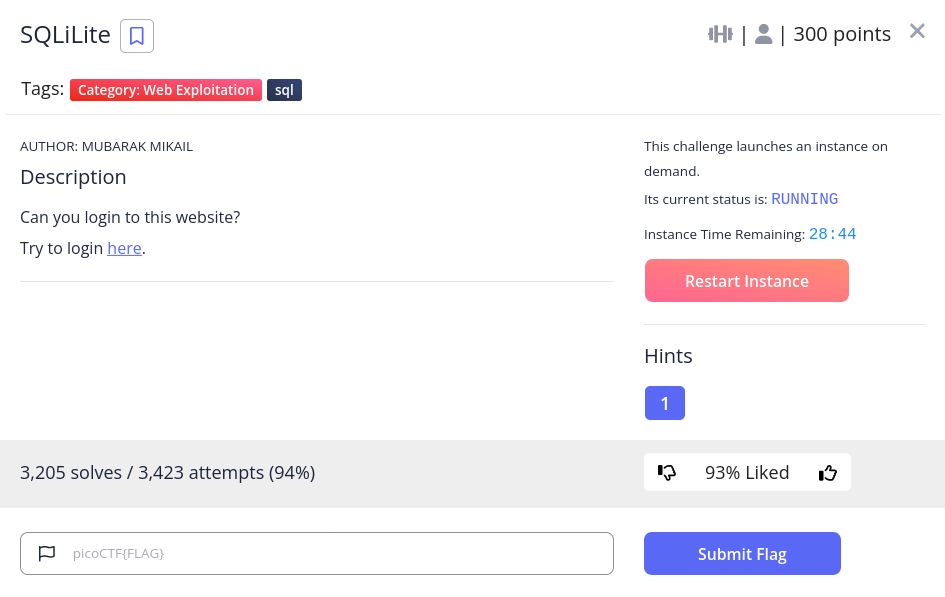 SQLiLite
| | 300 points
Tags: Category: Web Exploitation sql
AUTHOR: MUBARAK MIKAIL
Description
Can you login to this website?
Try to login here.
This challenge launches an instance on
demand.
Its current status is: RUNNING
Instance Time Remaining: 28:44
Restart Instance
Hints
1
3,205 solves / 3,423 attempts (94%)
93% Liked
picoCTF{FLAG}
Submit Flag